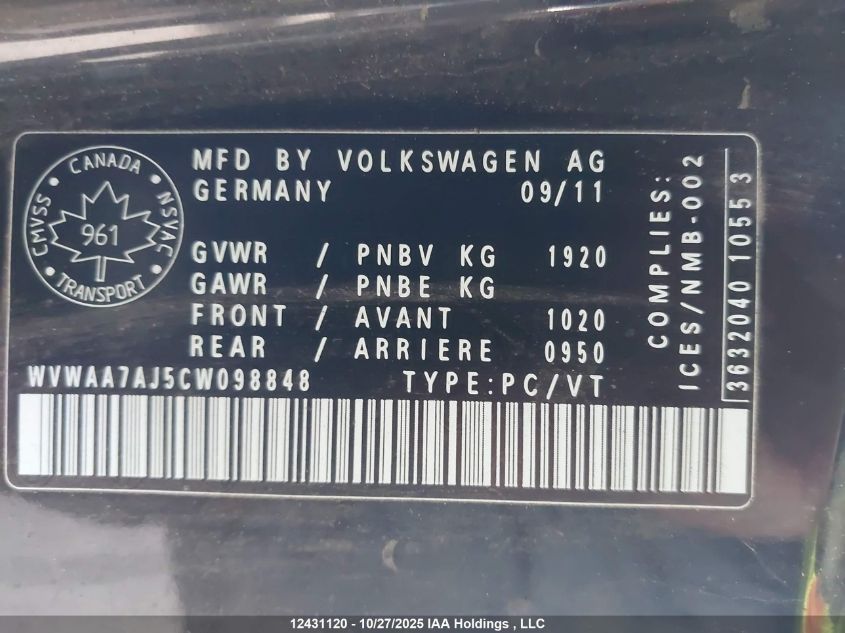 CANADA
CMVSS
NSVAC
961
TRANSPORT
MFD BY VOLKSWAGEN AG
GERMANY 09/11
GVWR / PNBV KG 1920
GAWR / PNBE KG
FRONT / AVANT 1020
REAR / ARRIERE 0950
WVWAA7AJ5CW098848 TYPE:PC/VT
COMPLIES:
ICES/NMB-002
3632040 10553
12431120 - 10/27/2025 IAA Holdings , LLC